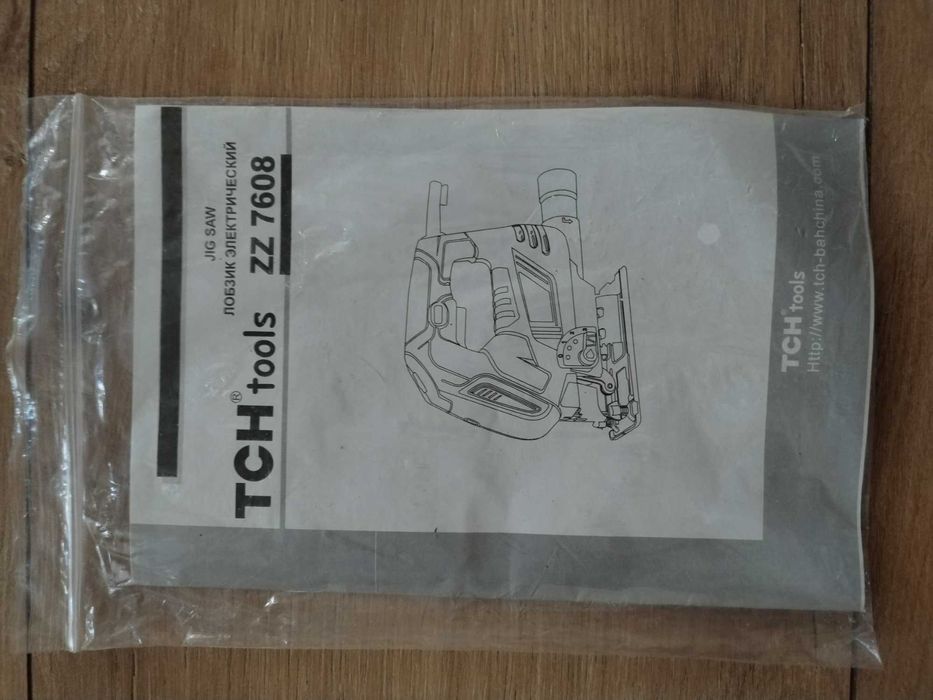 JIG SAW
ЛОБЗИК ЭЛЕКТРИЧЕСКИЙ
TCH® tools ZZ 7608
TCH® tools
Http://www.tch-bahchina.com